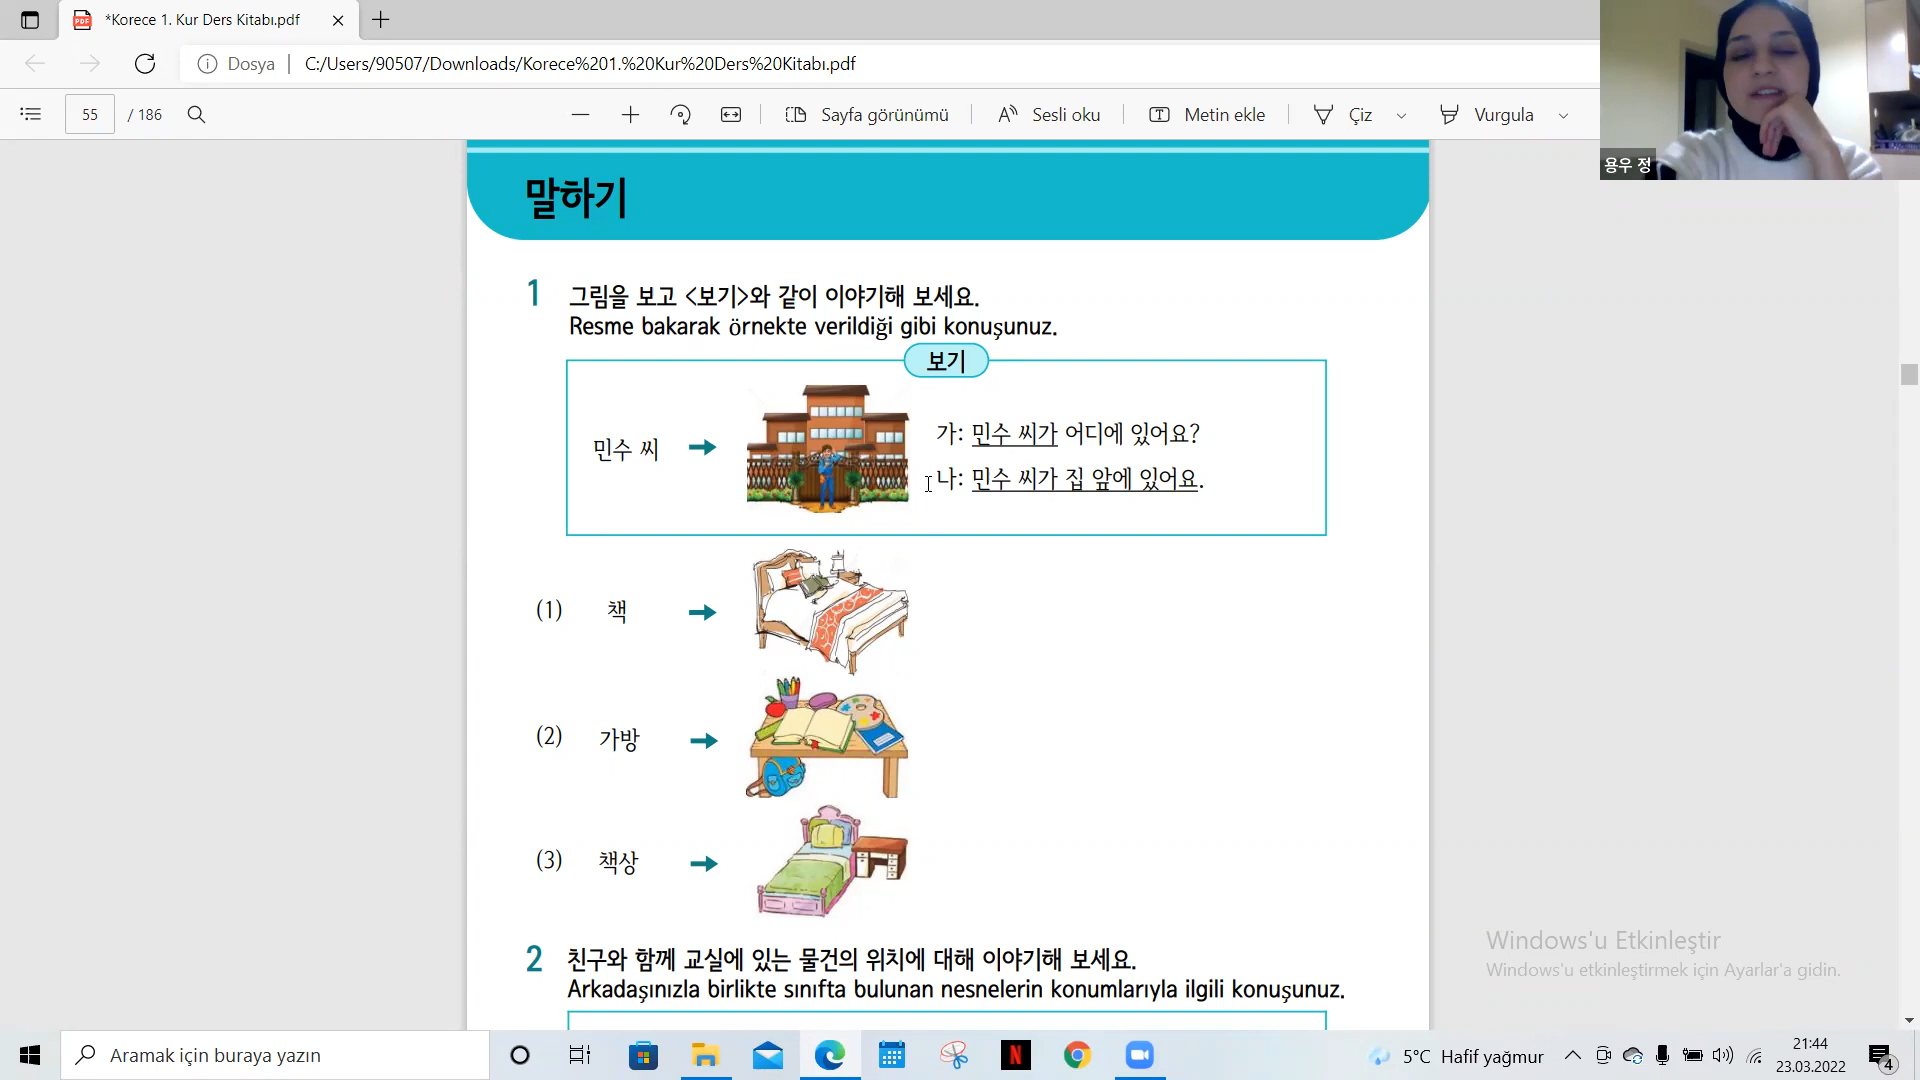 *Korece 1. Kur Ders Kitabı.pdf
Dosya
C:/Users/90507/Downloads/Korece%201.%20Kur%20Ders%20Kitabı.pdf
55 / 186
Sayfa görünümü
Sesli oku
Metin ekle
Çiz
Vurgula
용우 정
말하기
1 그림을 보고 <보기>와 같이 이야기해 보세요.
Resme bakarak örnekte verildiği gibi konuşunuz.
보기
민수 씨
가: 민수 씨가 어디에 있어요?
나: 민수 씨가 집 앞에 있어요.
(1) 책
(2) 가방
(3) 책상
2 친구와 함께 교실에 있는 물건의 위치에 대해 이야기해 보세요.
Arkadaşınızla birlikte sınıfta bulunan nesnelerin konumlarıyla ilgili konuşunuz.
Windows'u Etkinleştir
Windows'u etkinleştirmek için Ayarlar'a gidin.
Aramak için buraya yazın
N
5°C Hafif yağmur
21:44
23.03.2022
4